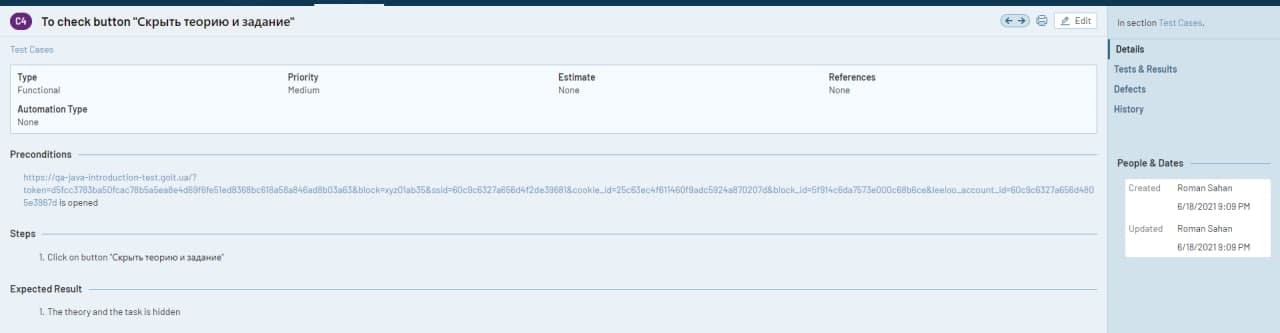 C4 To check button "Скрыть теорию и задание"
Edit
In section Test Cases.
Test Cases
Details
Tests & Results
Defects
History
Type Priority Estimate References
Functional Medium None None
Automation Type
None
Preconditions
https://qa-java-introduction-test.goit.ua/?
token=d5fcc3783ba50fcac78b5a5ea8e4d69f6fe51ed8368bc618a58a846ad8b03a63&block=xyz01ab35&ssid=60c9c6327a656d4f2de39681&cookie_id=25c63ec4f611460f9adc5924a870207d&block_id=5f914c6da7573e000c68b6ce&leeloo_account_id=60c9c6327a656d480
5e3967d is opened
People & Dates
Created Roman Sahan
6/18/2021 9:09 PM
Updated Roman Sahan
6/18/2021 9:09 PM
Steps
1. Click on button "Скрыть теорию и задание"
Expected Result
1. The theory and the task is hidden